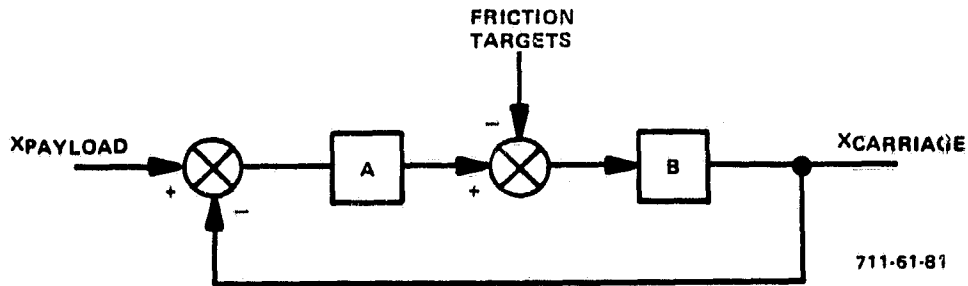 FRICTION
TARGETS
XPAYLOAD
XCARRIAGE
+
−
A
−
+
B
711-61-81